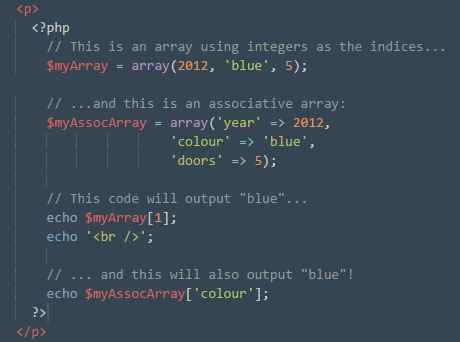 <p>
<?php
// This is an array using integers as the indices...
$myArray = array(2012, 'blue', 5);
// ...and this is an associative array:
$myAssocArray = array('year' => 2012,
'colour' => 'blue',
'doors' => 5);
// This code will output "blue"...
echo $myArray[1];
echo '<br />';
// ... and this will also output "blue"!
echo $myAssocArray['colour'];
?>
</p>